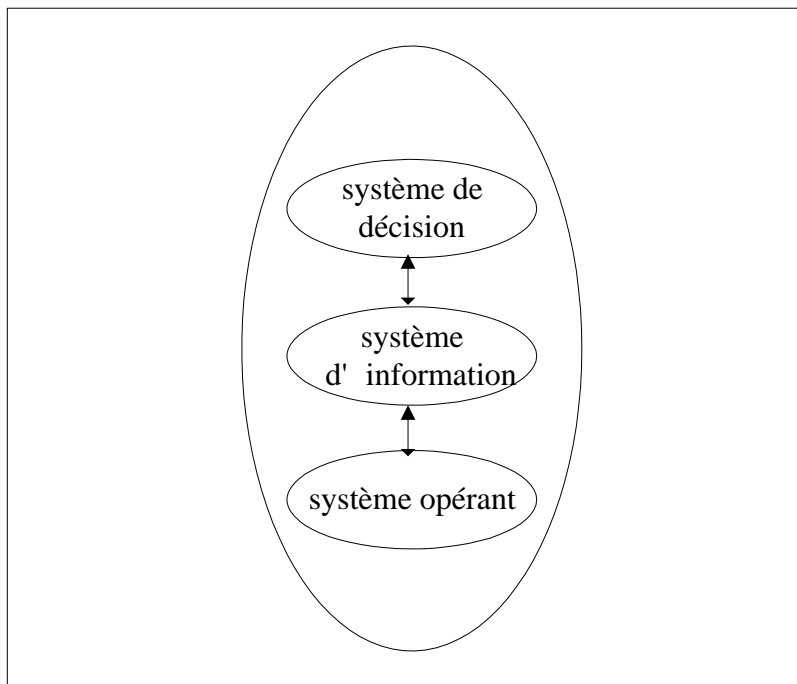 système de
décision
système
d' information
système opérant